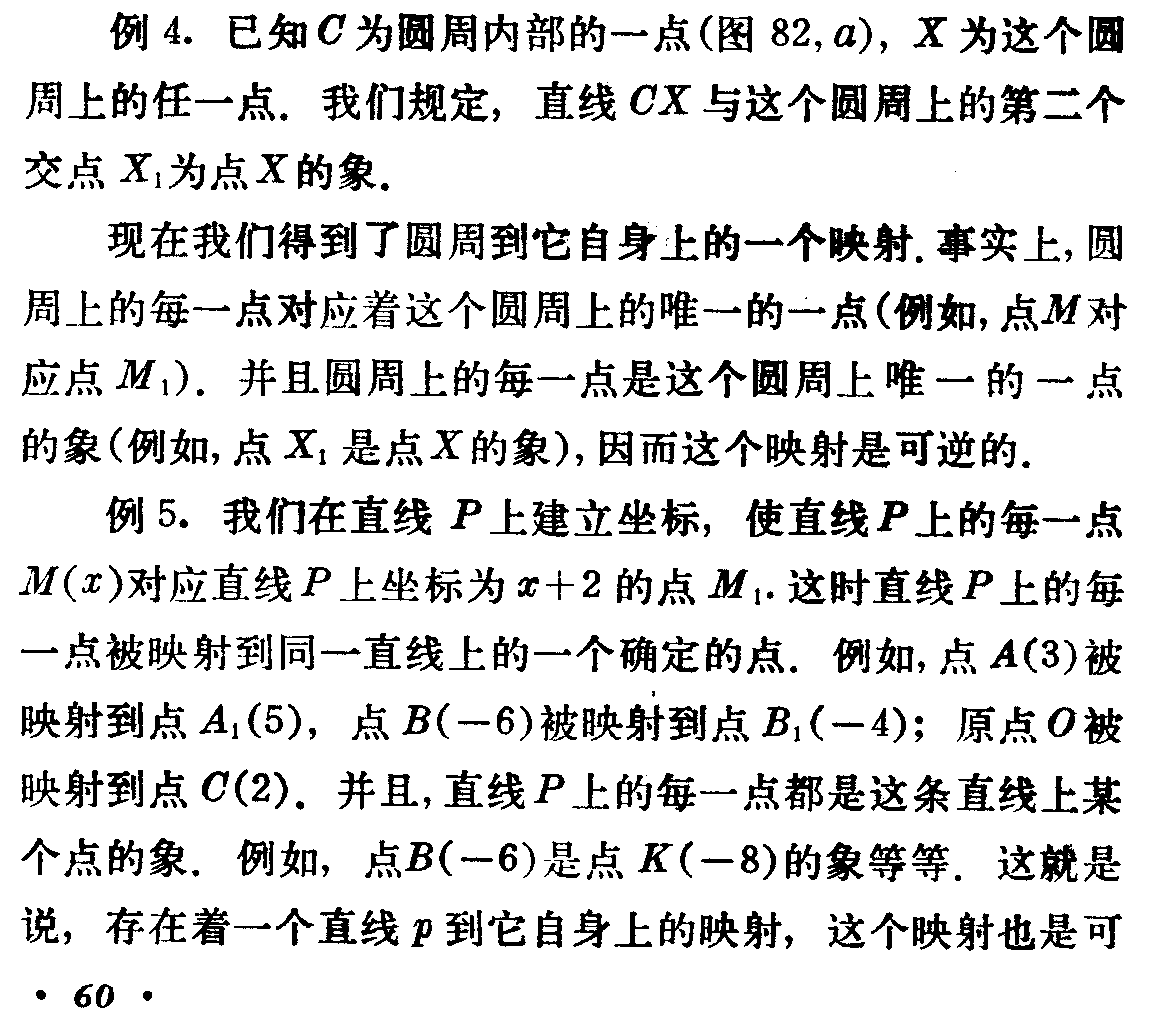 例 4. 已知 C 为圆周内部的一点(图 82, a), X 为这个圆
周上的任一点. 我们规定, 直线 CX 与这个圆周上的第二个
交点 X₁为点 X 的象.
现在我们得到了圆周到它自身上的一个映射. 事实上, 圆
周上的每一点对应着这个圆周上的唯一的一点(例如, 点M对
应点 M₁). 并且圆周上的每一点是这个圆周上唯一的一点
的象(例如, 点 X₁ 是点 X 的象), 因而这个映射是可逆的.
例 5. 我们在直线 P 上建立坐标, 使直线 P 上的每一点
M(x)对应直线 P 上坐标为 x+2 的点 M₁. 这时直线 P 上的每
一点被映射到同一直线上的一个确定的点. 例如, 点 A(3)被
映射到点 A₁(5), 点 B(−6)被映射到点 B₁(−4); 原点 O 被
映射到点 C(2). 并且, 直线 P 上的每一点都是这条直线上某
个点的象. 例如, 点B(−6)是点 K(−8)的象等等. 这就是
说, 存在着一个直线 p 到它自身上的映射, 这个映射也是可
• 60 •